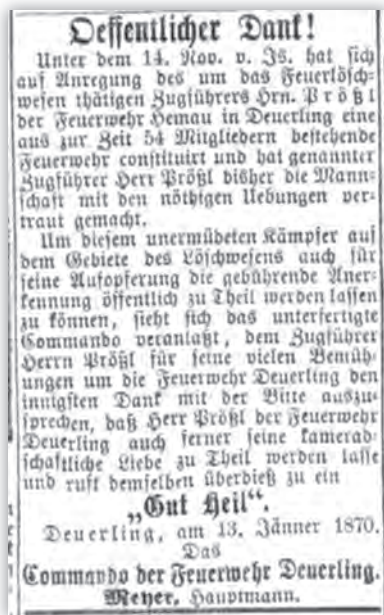 Oeffentlicher Dank!
Unter dem 14. Nov. v. Js. hat sich
auf Anregung des um das Feuerlösch-
wesen thätigen Zugführers Hrn. Prößl
der Feuerwehr Hemau in Deuerling eine
aus zur Zeit 54 Mitgliedern bestehende
Feuerwehr constituirt und hat genannter
Zugführer Herr Prößl bisher die Mann-
schaft mit den nöthigen Uebungen ver-
traut gemacht.
Um diesem unermüdeten Kämpfer auf
dem Gebiete des Löschwesens auch für
seine Aufopferung die gebührende Aner-
kennung öffentlich zu Theil werden lassen
zu können, sieht sich das unterfertigte
Commando veranlaßt, dem Zugführer
Herrn Prößl für seine vielen Bemüh-
ungen um die Feuerwehr Deuerling den
innigsten Dank mit der Bitte auszu-
sprechen, daß Herr Prößl der Feuerwehr
Deuerling auch ferner seine kamerad-
schaftliche Liebe zu Theil werden lasse
und ruft demselben überdieß zu ein
„Gut Heil“.
Deuerling, am 13. Jänner 1870.
Das
Commando der Feuerwehr Deuerling.
Meyer, Hauptmann.